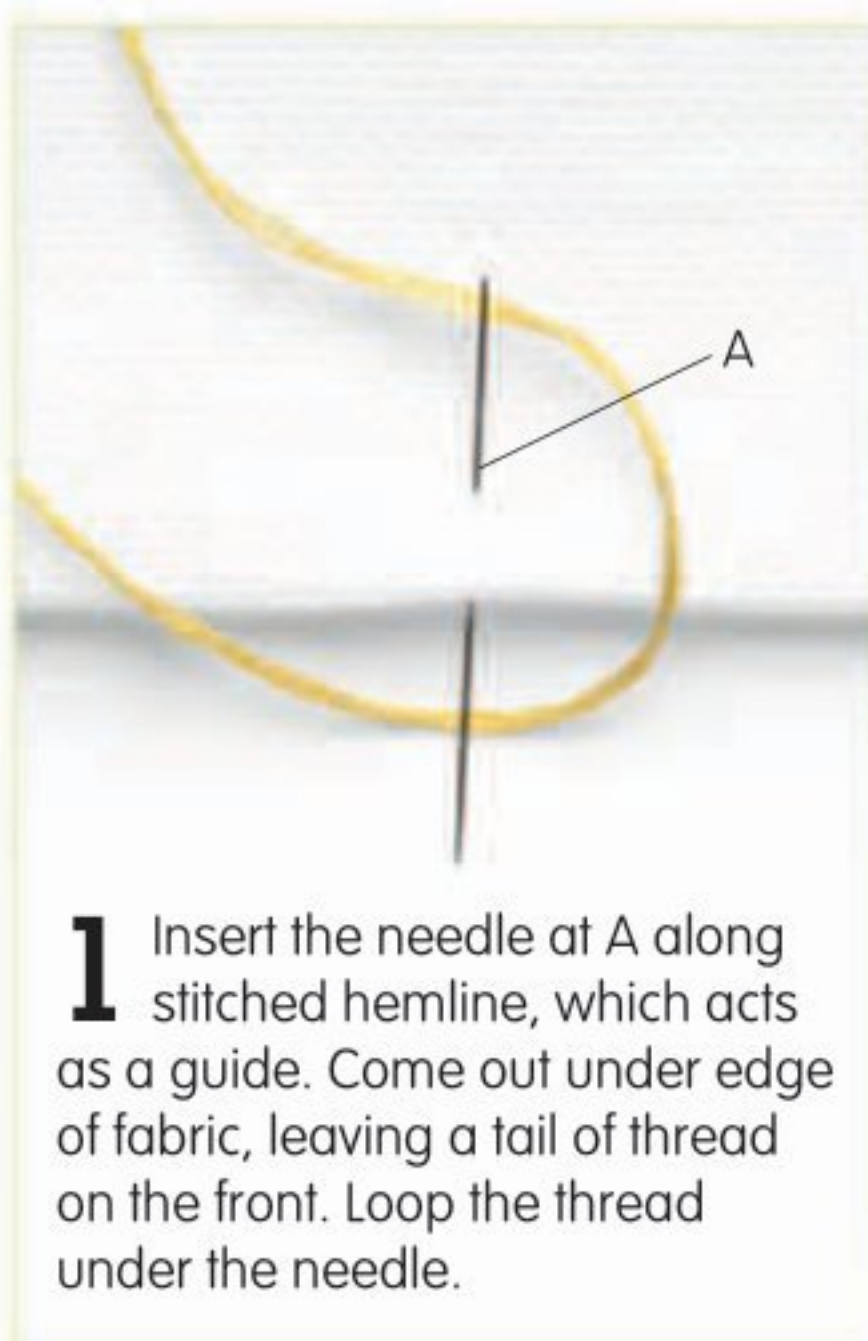 A
1 Insert the needle at A along
stitched hemline, which acts
as a guide. Come out under edge
of fabric, leaving a tail of thread
on the front. Loop the thread
under the needle.